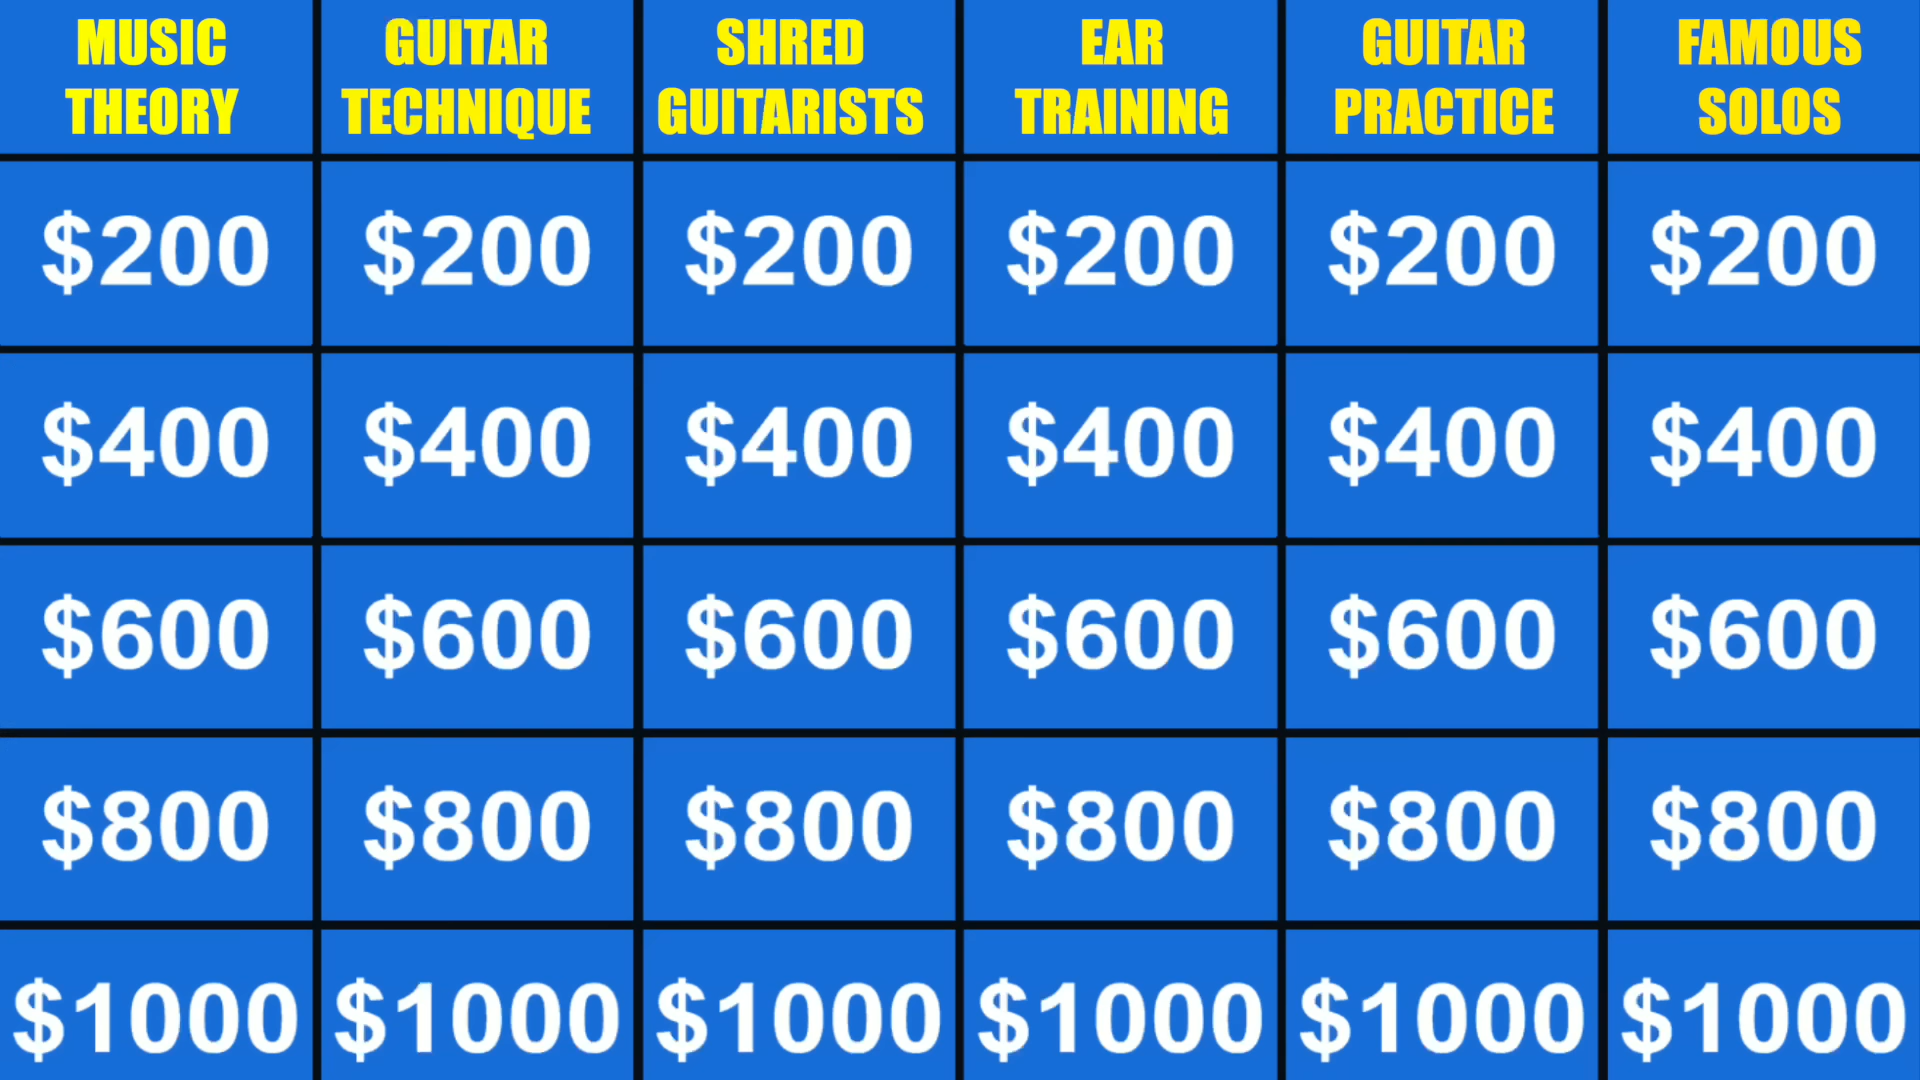 MUSIC THEORY
GUITAR TECHNIQUE
SHRED GUITARISTS
EAR TRAINING
GUITAR PRACTICE
FAMOUS SOLOS
$200 $200 $200 $200 $200 $200
$400 $400 $400 $400 $400 $400
$600 $600 $600 $600 $600 $600
$800 $800 $800 $800 $800 $800
$1000 $1000 $1000 $1000 $1000 $1000